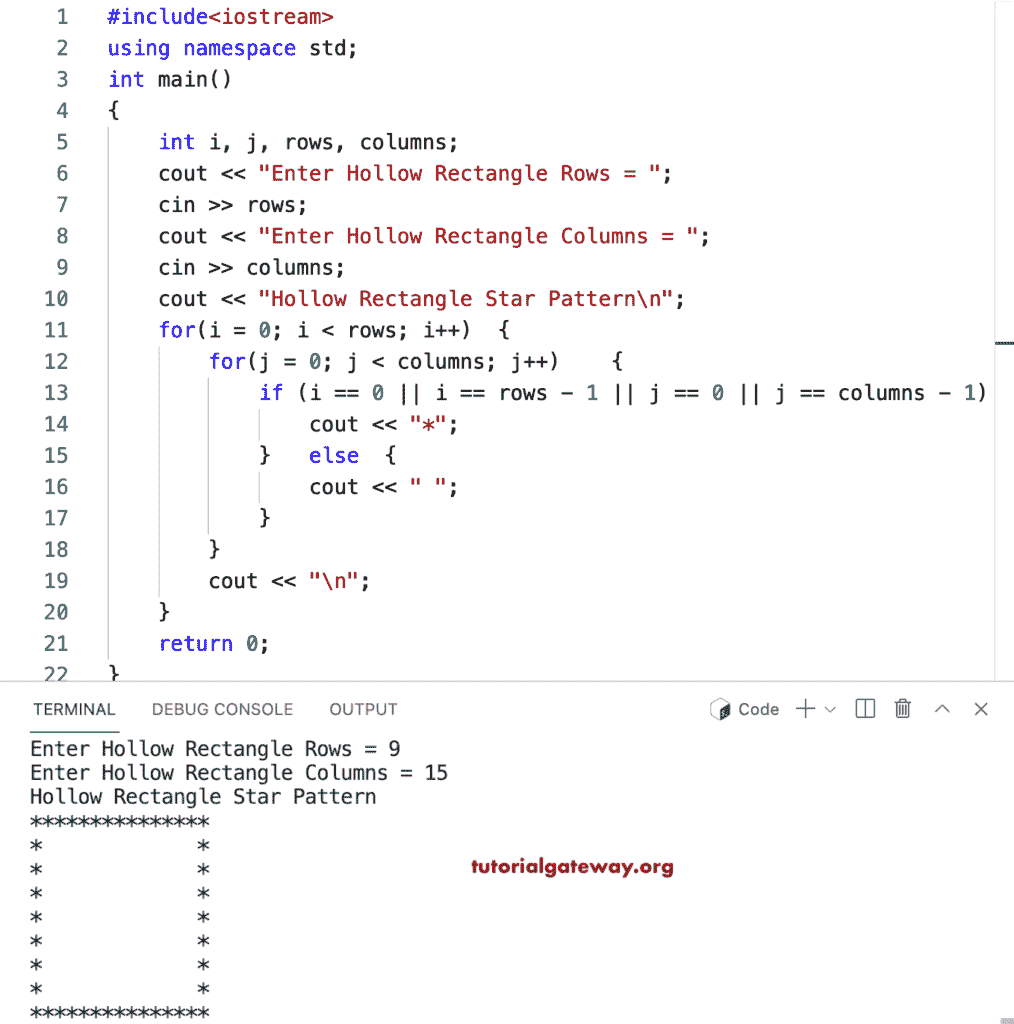 1 #include<iostream>
2 using namespace std;
3 int main()
4 {
5     int i, j, rows, columns;
6     cout << "Enter Hollow Rectangle Rows = ";
7     cin >> rows;
8     cout << "Enter Hollow Rectangle Columns = ";
9     cin >> columns;
10     cout << "Hollow Rectangle Star Pattern\n";
11     for(i = 0; i < rows; i++)  {
12         for(j = 0; j < columns; j++)    {
13             if (i == 0 || i == rows - 1 || j == 0 || j == columns - 1)
14                 cout << "*";
15             }   else  {
16                 cout << " ";
17             }
18         }
19         cout << "\n";
20     }
21     return 0;
22 }
TERMINAL DEBUG CONSOLE OUTPUT Code
Enter Hollow Rectangle Rows = 9
Enter Hollow Rectangle Columns = 15
Hollow Rectangle Star Pattern
***************
*             *
*             *
tutorialgateway.org
*             *
*             *
*             *
*             *
*             *
***************